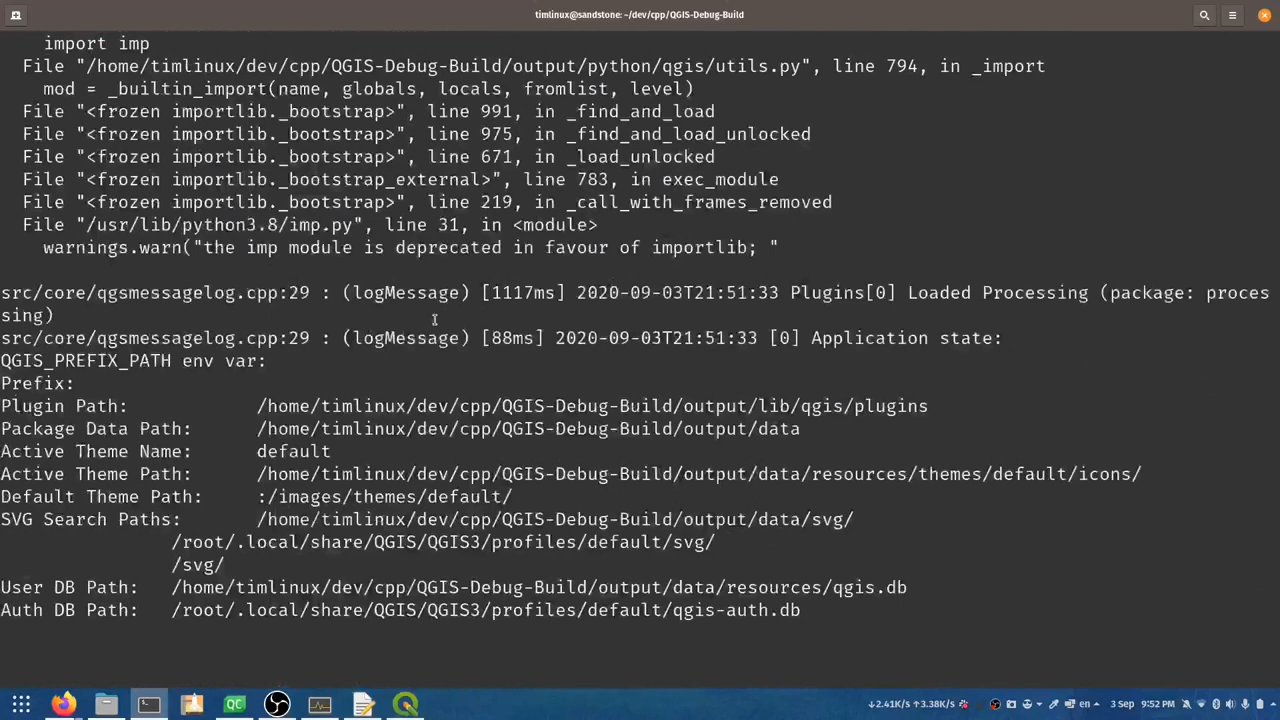 timlinux@sandstone: ~/dev/cpp/QGIS-Debug-Build
import imp
File "/home/timlinux/dev/cpp/QGIS-Debug-Build/output/python/qgis/utils.py", line 794, in _import
mod = _builtin_import(name, globals, locals, fromlist, level)
File "<frozen importlib._bootstrap>", line 991, in _find_and_load
File "<frozen importlib._bootstrap>", line 975, in _find_and_load_unlocked
File "<frozen importlib._bootstrap>", line 671, in _load_unlocked
File "<frozen importlib._bootstrap_external>", line 783, in exec_module
File "<frozen importlib._bootstrap>", line 219, in _call_with_frames_removed
File "/usr/lib/python3.8/imp.py", line 31, in <module>
warnings.warn("the imp module is deprecated in favour of importlib; "
src/core/qgsmessagelog.cpp:29 : (logMessage) [1117ms] 2020-09-03T21:51:33 Plugins[0] Loaded Processing (package: proces
sing)
src/core/qgsmessagelog.cpp:29 : (logMessage) [88ms] 2020-09-03T21:51:33 [0] Application state:
QGIS_PREFIX_PATH env var:
Prefix:
Plugin Path: /home/timlinux/dev/cpp/QGIS-Debug-Build/output/lib/qgis/plugins
Package Data Path: /home/timlinux/dev/cpp/QGIS-Debug-Build/output/data
Active Theme Name: default
Active Theme Path: /home/timlinux/dev/cpp/QGIS-Debug-Build/output/data/resources/themes/default/icons/
Default Theme Path: :/images/themes/default/
SVG Search Paths: /home/timlinux/dev/cpp/QGIS-Debug-Build/output/data/svg/
/root/.local/share/QGIS/QGIS3/profiles/default/svg/
/svg/
User DB Path: /home/timlinux/dev/cpp/QGIS-Debug-Build/output/data/resources/qgis.db
Auth DB Path: /root/.local/share/QGIS/QGIS3/profiles/default/qgis-auth.db
QC
↓2.41K/s ↑3.38K/s en 3 Sep 9:52 PM